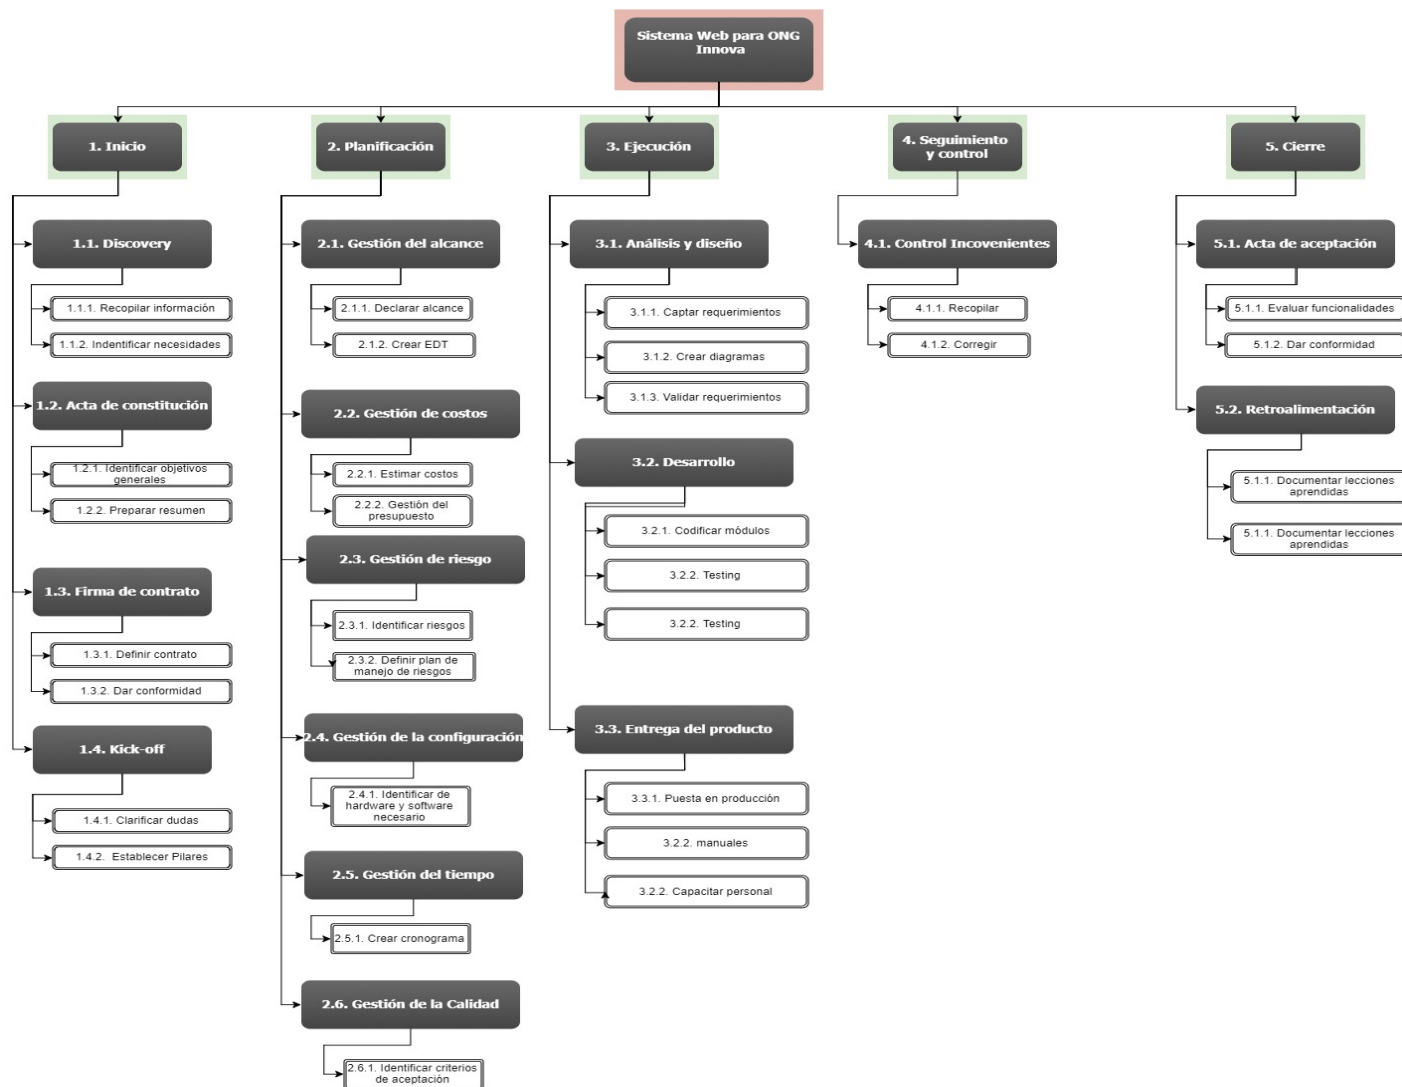 Sistema Web para ONG
Innova
1. Inicio
2. Planificación
3. Ejecución
4. Seguimiento
y control
5. Cierre
1.1. Discovery
1.1.1. Recopilar información
1.1.2. Indentificar necesidades
1.2. Acta de constitución
1.2.1. Identificar objetivos
generales
1.2.2. Preparar resumen
1.3. Firma de contrato
1.3.1. Definir contrato
1.3.2. Dar conformidad
1.4. Kick-off
1.4.1. Clarificar dudas
1.4.2. Establecer Pilares
2.1. Gestión del alcance
2.1.1. Declarar alcance
2.1.2. Crear EDT
2.2. Gestión de costos
2.2.1. Estimar costos
2.2.2. Gestión del
presupuesto
2.3. Gestión de riesgo
2.3.1. Identificar riesgos
2.3.2. Definir plan de
manejo de riesgos
2.4. Gestión de la configuración
2.4.1. Identificar de
hardware y software
necesario
2.5. Gestión del tiempo
2.5.1. Crear cronograma
2.6. Gestión de la Calidad
2.6.1. Identificar criterios
de aceptación
3.1. Análisis y diseño
3.1.1. Captar requerimientos
3.1.2. Crear diagramas
3.1.3. Validar requerimientos
3.2. Desarrollo
3.2.1. Codificar módulos
3.2.2. Testing
3.2.2. Testing
3.3. Entrega del producto
3.3.1. Puesta en producción
3.2.2. manuales
3.2.2. Capacitar personal
4.1. Control Incovenientes
4.1.1. Recopilar
4.1.2. Corregir
5.1. Acta de aceptación
5.1.1. Evaluar funcionalidades
5.1.2. Dar conformidad
5.2. Retroalimentación
5.1.1. Documentar lecciones
aprendidas
5.1.1. Documentar lecciones
aprendidas